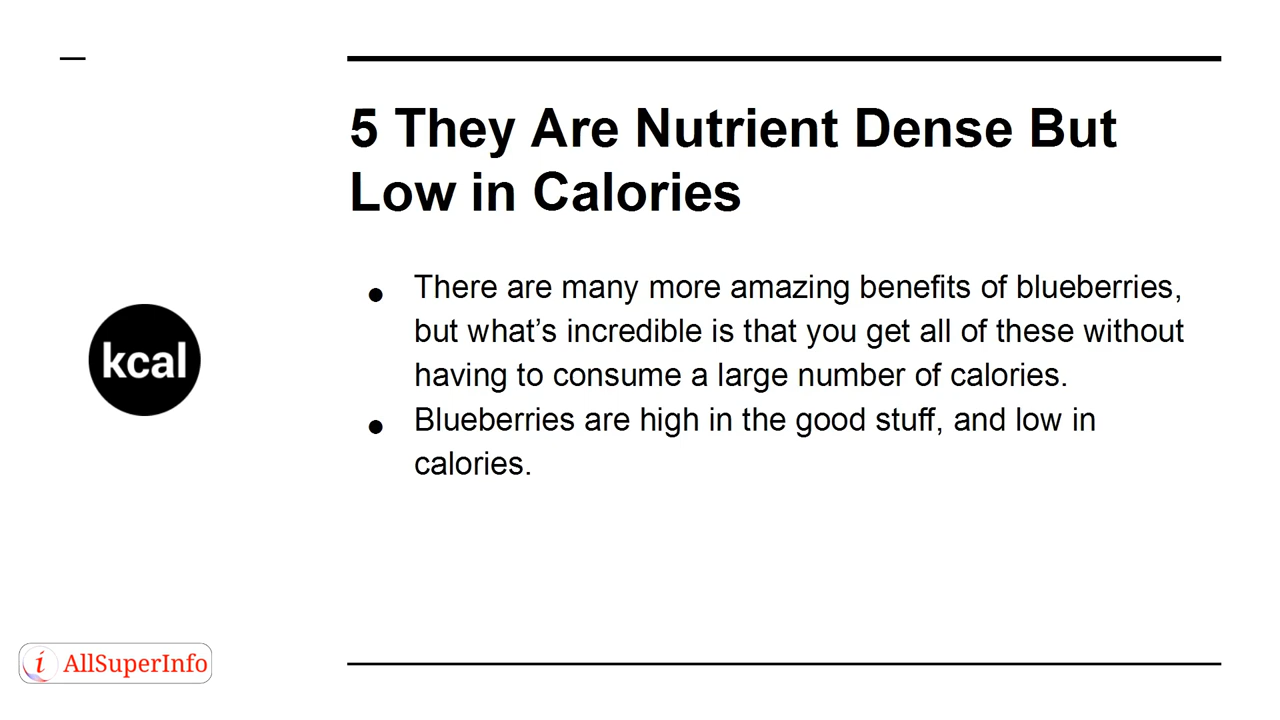 5 They Are Nutrient Dense But
Low in Calories
kcal
● There are many more amazing benefits of blueberries,
but what’s incredible is that you get all of these without
having to consume a large number of calories.
● Blueberries are high in the good stuff, and low in
calories.
i AllSuperInfo